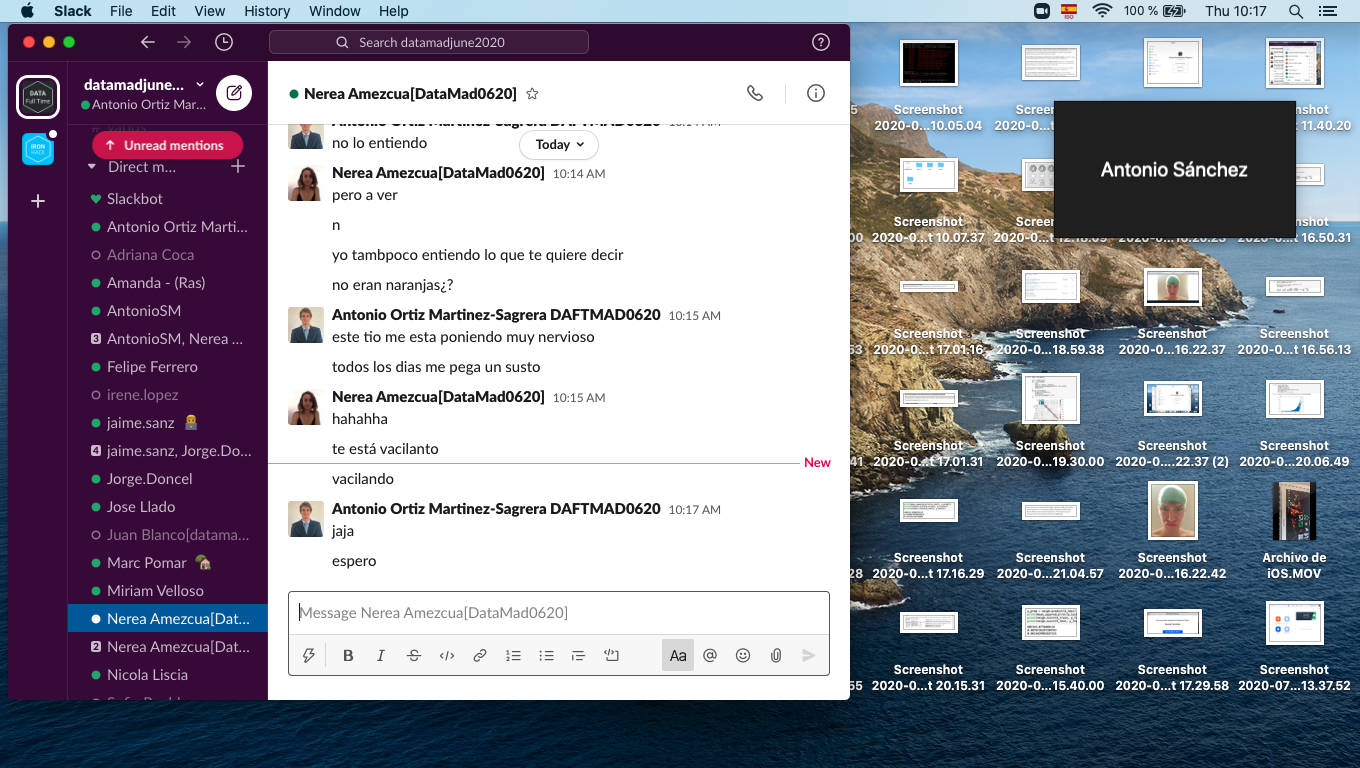 Slack File Edit View History Window Help
ISO 100 % Thu 10:17
Search datamadjune2020
DATA
Full Time
IRON
HACK
datamadjune...
Antonio Ortiz Mar...
Unread mentions
Direct m...
Slackbot
Antonio Ortiz Marti...
Adriana Coca
Amanda - (Ras)
AntonioSM
3 AntonioSM, Nerea ...
Felipe Ferrero
irene.lopez
jaime.sanz
4 jaime.sanz, Jorge.Do...
Jorge.Doncel
Jose Llado
Juan Blanco[datama...
Marc Pomar
Miriam Velloso
Nerea Amezcua[Dat...
2 Nerea Amezcua[Dat...
Nicola Liscia
Nerea Amezcua[DataMad0620]
Antonio Ortiz Martinez-Sagrera DAFTMAD0620 10:14 AM
no lo entiendo
Today
Nerea Amezcua[DataMad0620] 10:14 AM
pero a ver
n
yo tambpoco entiendo lo que te quiere decir
no eran naranjas¿?
Antonio Ortiz Martinez-Sagrera DAFTMAD0620 10:15 AM
este tio me esta poniendo muy nervioso
todos los dias me pega un susto
Nerea Amezcua[DataMad0620] 10:15 AM
hahahhha
te está vacilanto
New
vacilando
Antonio Ortiz Martinez-Sagrera DAFTMAD0620 10:17 AM
jaja
espero
Message Nerea Amezcua[DataMad0620]
B I S Aa
Antonio Sánchez
Screenshot
2020-0...10.05.04
Screenshot
2020-0...t 10.07.37
t 16.50.31
t 11.40.20
Screenshot
2020-0...t 17.01.16
Screenshot
2020-0...18.59.38
Screenshot
2020-0...16.22.37
Screenshot
2020-0...t 16.56.13
Screenshot
2020-0...t 17.01.31
Screenshot
2020-0...19.30.00
Screenshot
2020-0....22.37 (2)
Screenshot
2020-0...20.06.49
Screenshot
2020-0...t 17.16.29
Screenshot
2020-0...21.04.57
Screenshot
2020-0...16.22.42
Archivo de
iOS.MOV
Screenshot
2020-0...t 20.15.31
Screenshot
2020-0...15.40.00
Screenshot
2020-0...t 17.29.58
Screenshot
2020-07...13.37.52